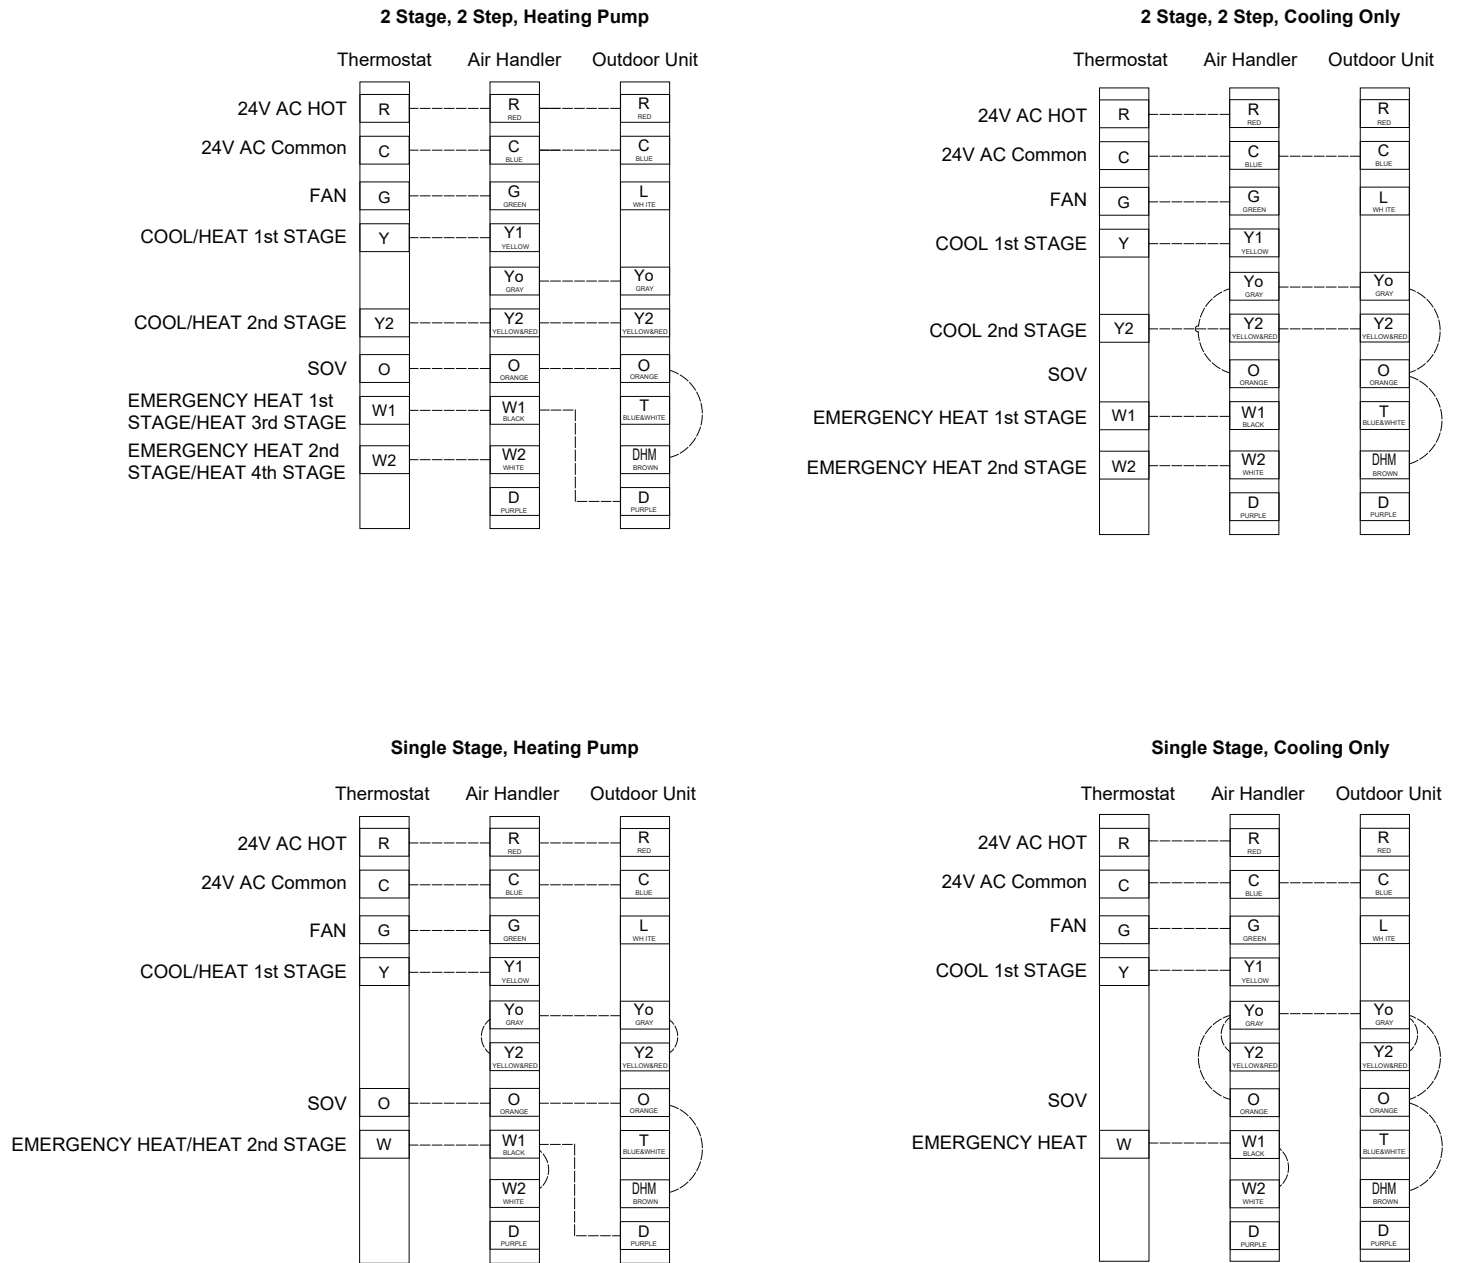 2 Stage, 2 Step, Heating Pump
Thermostat Air Handler Outdoor Unit
24V AC HOT R R R
RED RED
24V AC Common C C C
BLUE BLUE
FAN G G L
GREEN WH ITE
COOL/HEAT 1st STAGE Y Y1
YELLOW
Yo Yo
GRAY GRAY
COOL/HEAT 2nd STAGE Y2 Y2 Y2
YELLOW&RED YELLOW&RED
SOV O O O
ORANGE ORANGE
EMERGENCY HEAT 1st
STAGE/HEAT 3rd STAGE W1 W1 T
BLACK BLUE&WHITE
EMERGENCY HEAT 2nd
STAGE/HEAT 4th STAGE W2 W2 DHM
WHITE BROWN
D D
PURPLE PURPLE
2 Stage, 2 Step, Cooling Only
Thermostat Air Handler Outdoor Unit
24V AC HOT R R R
RED RED
24V AC Common C C C
BLUE BLUE
FAN G G L
GREEN WH ITE
COOL 1st STAGE Y Y1
YELLOW
Yo Yo
GRAY GRAY
COOL 2nd STAGE Y2 Y2 Y2
YELLOW&RED YELLOW&RED
SOV O O
ORANGE ORANGE
EMERGENCY HEAT 1st STAGE W1 W1 T
BLACK BLUE&WHITE
EMERGENCY HEAT 2nd STAGE W2 W2 DHM
WHITE BROWN
D D
PURPLE PURPLE
Single Stage, Heating Pump
Thermostat Air Handler Outdoor Unit
24V AC HOT R R R
RED RED
24V AC Common C C C
BLUE BLUE
FAN G G L
GREEN WH ITE
COOL/HEAT 1st STAGE Y Y1
YELLOW
Yo Yo
GRAY GRAY
Y2 Y2
YELLOW&RED YELLOW&RED
SOV O O O
ORANGE ORANGE
EMERGENCY HEAT/HEAT 2nd STAGE W W1 T
BLACK BLUE&WHITE
W2 DHM
WHITE BROWN
D D
PURPLE PURPLE
Single Stage, Cooling Only
Thermostat Air Handler Outdoor Unit
24V AC HOT R R R
RED RED
24V AC Common C C C
BLUE BLUE
FAN G G L
GREEN WH ITE
COOL 1st STAGE Y Y1
YELLOW
Yo Yo
GRAY GRAY
Y2 Y2
YELLOW&RED YELLOW&RED
SOV O O
ORANGE ORANGE
EMERGENCY HEAT W W1 T
BLACK BLUE&WHITE
W2 DHM
WHITE BROWN
D D
PURPLE PURPLE